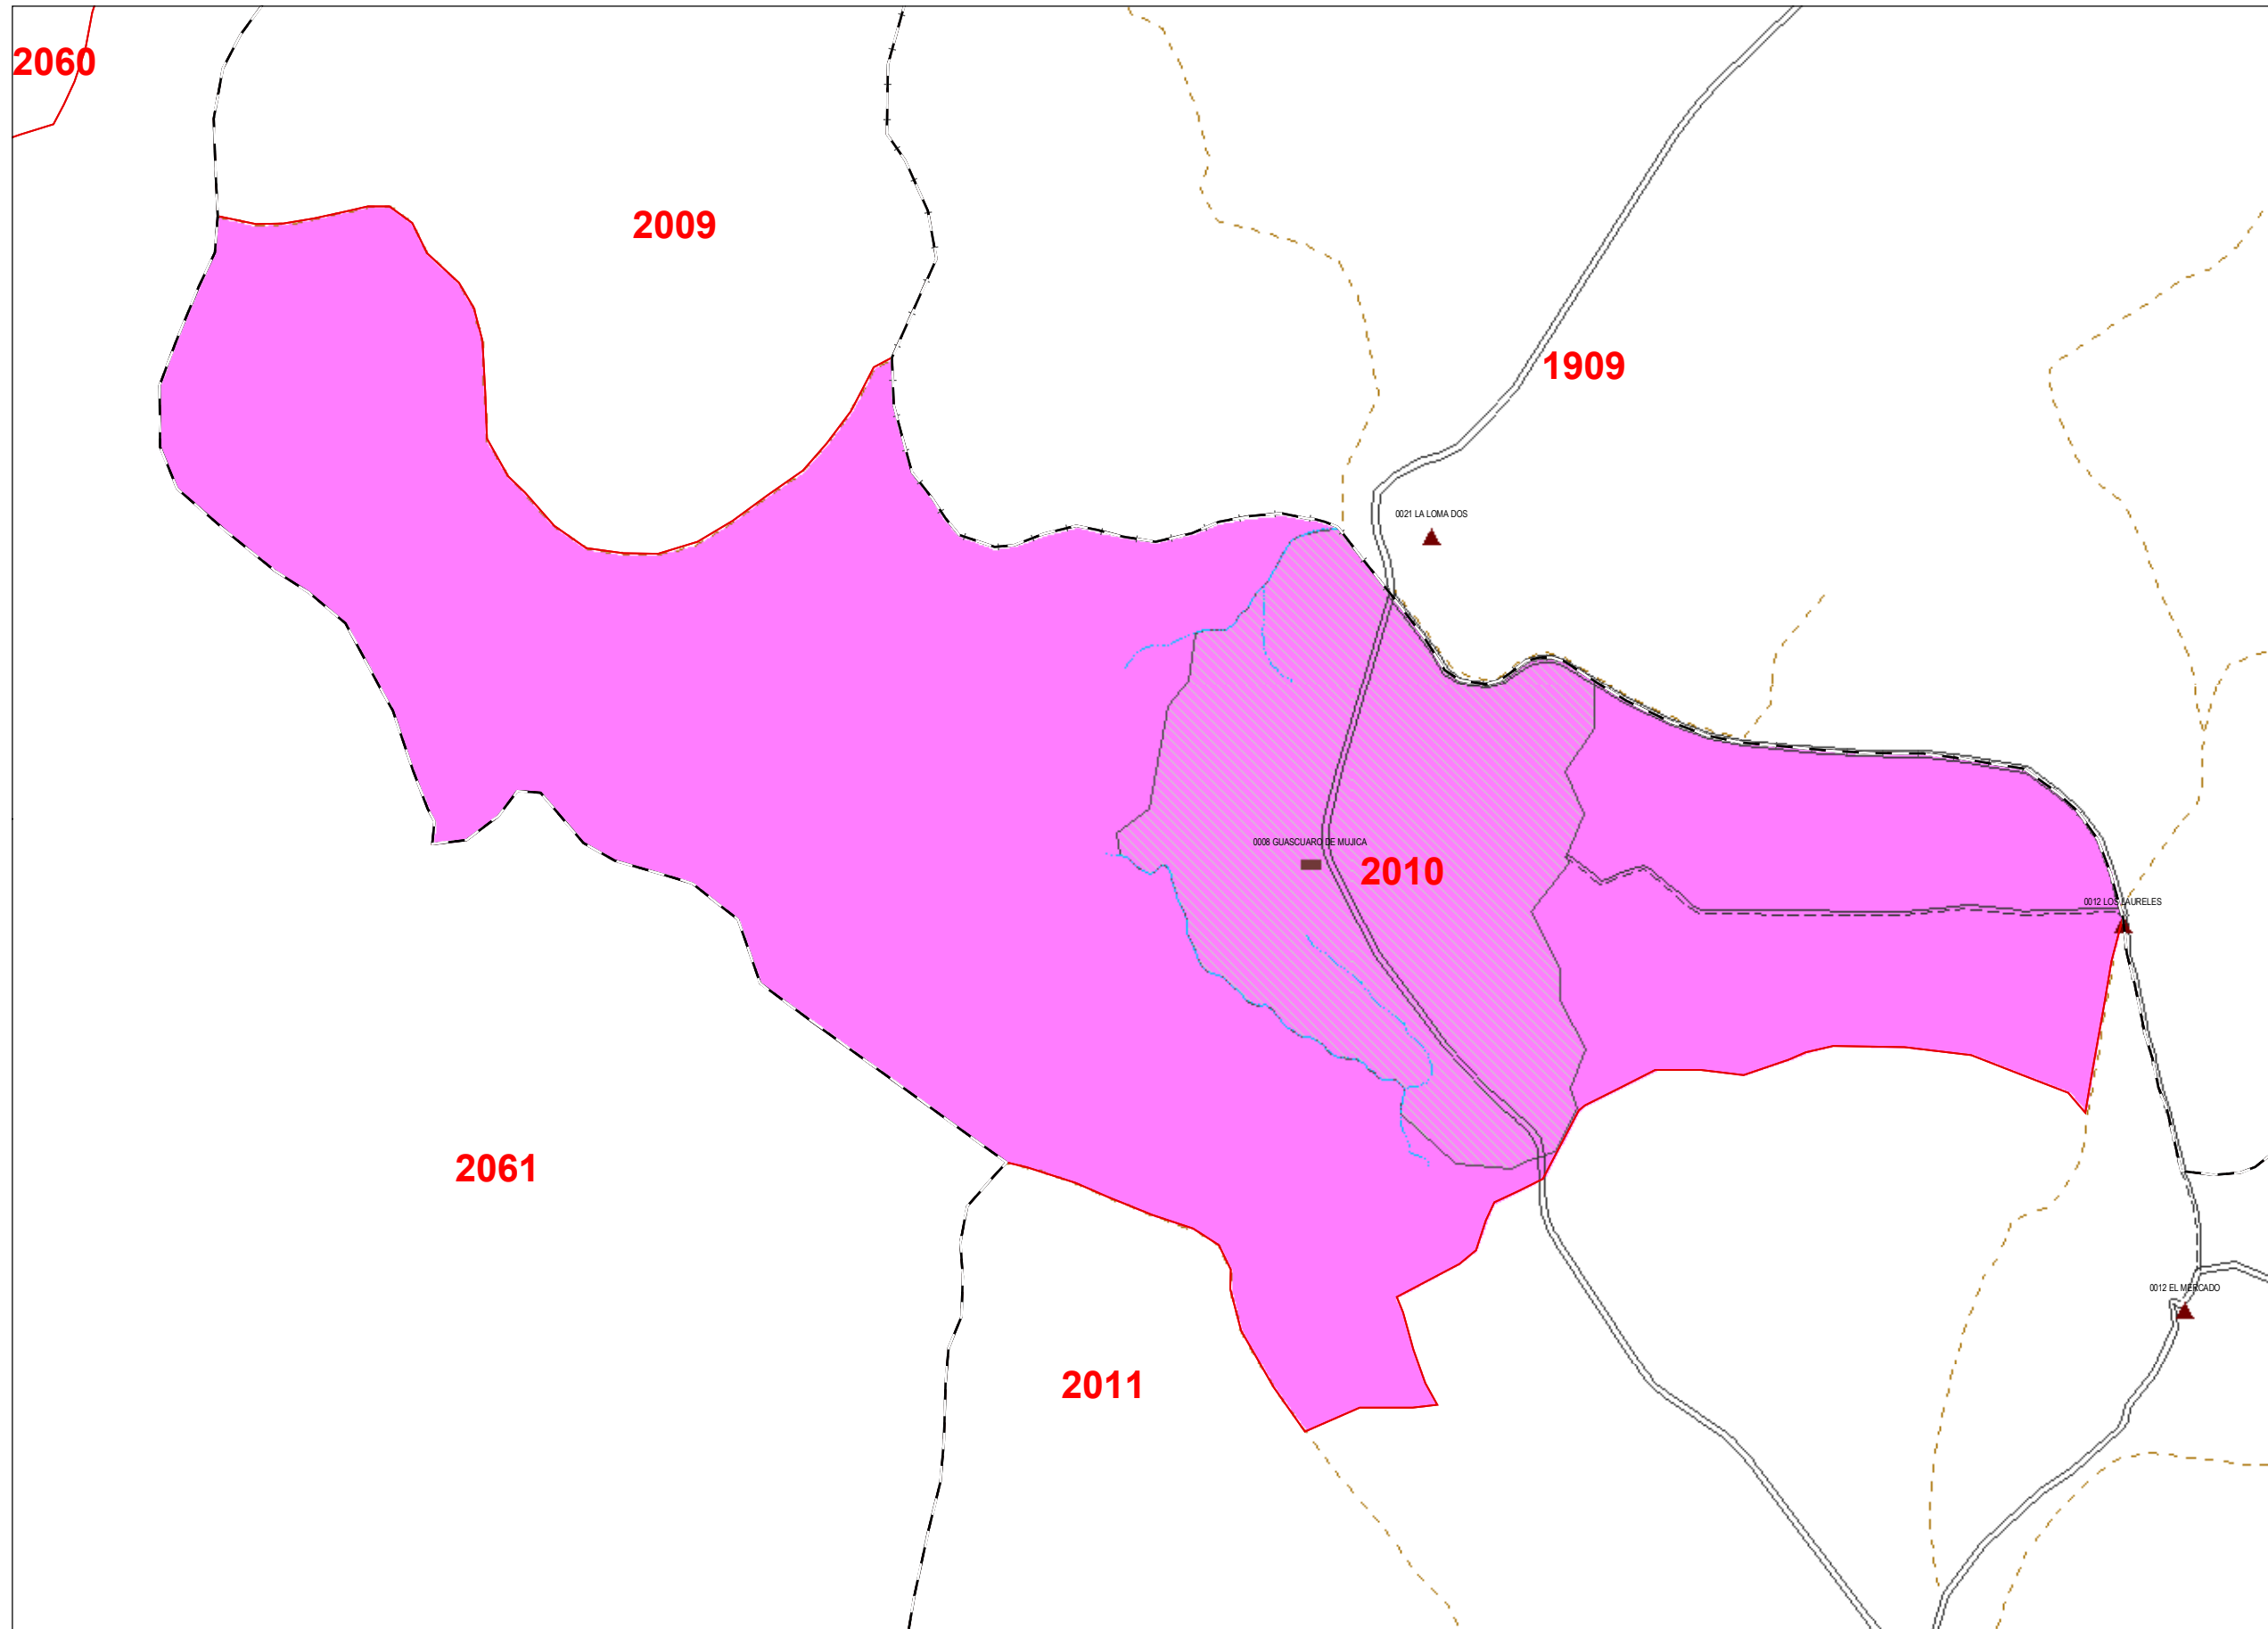 2060
2009
1909
0021 LA LOMA DOS
0008 GUASCUARO DE MUJICA
2010
0012 LOS LAURELES
2061
0012 EL MERCADO
2011